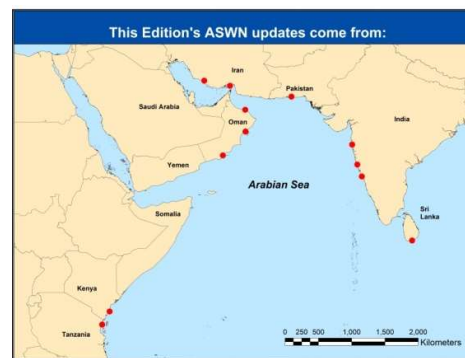 This Edition's ASWN updates come from:
Iran
Pakistan
Saudi Arabia
Oman
India
Yemen
Arabian Sea
Somalia
Sri
Lanka
Kenya
Tanzania
0 250 500 1,000 1,500 2,000
Kilometers